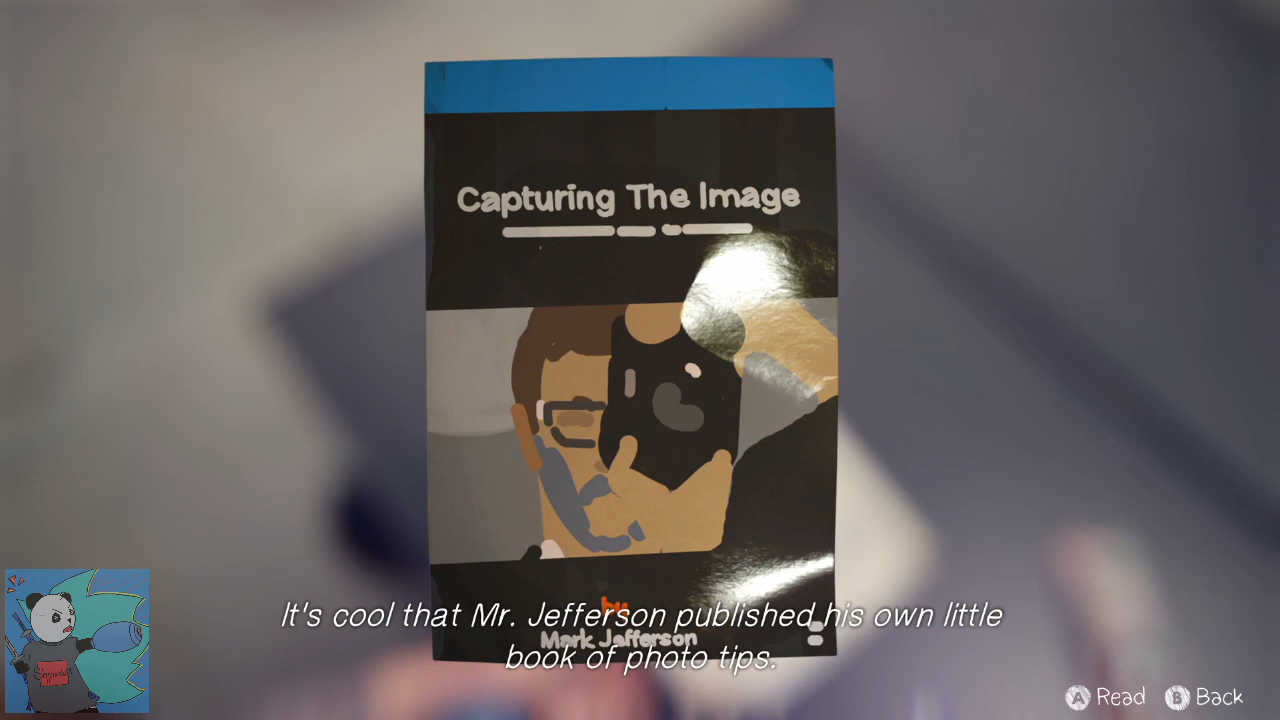 Capturing The Image
by
Mark Jefferson
It's cool that Mr. Jefferson published his own little
book of photo tips.
A Read B Back